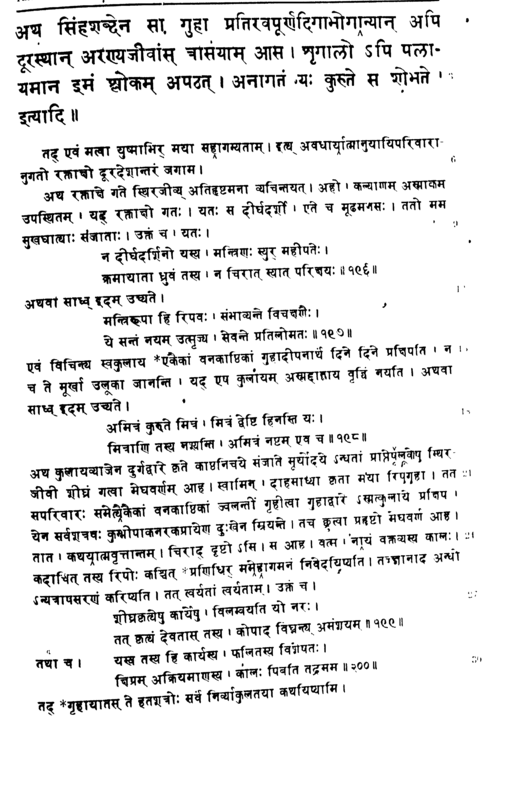 अथ सिंहशब्देन सा गुहा प्रतिरवपूर्णदिगाभोगान्यान् अपि
दूरस्थान् अरण्यजीवांस् चासयाम् आस। शृगालो ऽपि पला-
यमान इमं श्लोकम् अपठत्। अनागतं यः कुरुते स शोभते
इत्यादि॥
तद् एवं मत्वा युष्माभिर् मया सहागम्यताम्। इत्य् अवधार्यात्मानुयायिपरिवारा-
नुगतो रक्ताक्षो दूरदेशान्तरं जगाम।
अथ रक्ताक्षे गते स्थिरजीव्य् अतिहृष्टमना व्यचिन्तयत्। अहो। कल्याणम् अस्माकम
उपस्थितम्। यद् रक्ताक्षो गतः। यतः स दीर्घदर्शी। एते च मूढमनसः। ततो मम
सुखघात्याः संजाताः। उक्तं च। यतः।
न दीर्घदर्शिनो यस्य। मन्त्रिणः स्युर् महीपतेः।
क्रमायाता ध्रुवं तस्य। न चिरात् स्यात् परिक्षयः॥१९६॥
अथवा साध्व् इदम् उच्यते।
मन्त्रिरूपा हि रिपवः। संभाव्यन्ते विचक्षणैः।
ये सन्तं नयम् उत्सृज्य। सेवन्ते प्रतिलोमतः॥१९७॥
एवं विचिन्त्य स्वकुलाय *एकैकां वनकाष्ठिकां गुहादीपनार्थं दिने दिने प्रक्षिपति। न
च ते मूर्खा उलूका जानन्ति। यद् एष कुलायम् अस्मद्दाहाय वृद्धिं नयति। अथवा
साध्व् इदम् उच्यते।
अमित्रं कुरुते मित्रं। मित्रं द्वेष्टि हिनस्ति यः।
मित्राणि तस्य नश्यन्ति। अमित्रं नष्टम् एव च॥१९८॥
अथ कुलायव्याजेन दुर्गद्वारे कृते काष्ठनिचये संजाते सूर्योदये ऽन्धतां प्राप्तेषूलूकेषु स्थिर-
जीवी शीघ्रं गत्वा मेघवर्णम् आह। स्वामिन्। दाहसाध्या कृता मया रिपुगुहा। तत
सपरिवारः समेत्यैकैकां वनकाष्ठिकां ज्वलन्तीं गृहीत्वा गुहाद्वारे ऽस्मत्कुलाये प्रक्षिप।
येन सर्वशत्रवः कुम्भीपाकनरकप्रायेण दुःखेन म्रियन्ते। तच् छ्रुत्वा प्रहृष्टो मेघवर्ण आह।
तात। कथयात्मवृत्तान्तम्। चिराद् दृष्टो ऽसि। स आह। वत्स। नायं वक्तव्यस्य कालः।
कदाचित् तस्य रिपोः कश्चित् *प्रणिधिर् ममेहागमनं निवेदयिष्यति। तज्ज्ञानाद् अन्धो
ऽन्यत्रापसरणं करिष्यति। तत् त्वर्यतां त्वर्यताम्। उक्तं च।
शीघ्रकृत्येषु कार्येषु। विलम्बयति यो नरः।
तत् कृत्यं देवतास् तस्य। कोपाद् विघ्नन्त्य् असंशयम्॥१९९॥
तथा च। यस्य तस्य हि कार्यस्य। फलितस्य विशेषतः।
क्षिप्रम् अक्रियमाणस्य। कालः पिबति तद्रसम्॥२००॥
तद् *गृहायातस् ते हतशत्रोः सर्वं निर्व्याकुलतया कथयिष्यामि।